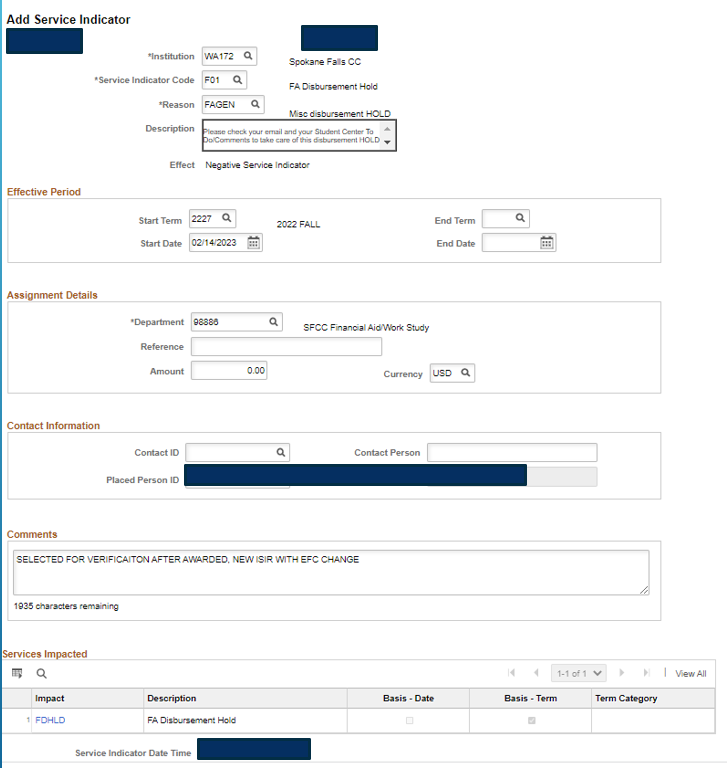 Add Service Indicator
*Institution WA172 Spokane Falls CC
*Service Indicator Code F01 FA Disbursement Hold
*Reason FAGEN Misc disbursement HOLD
Description Please check your email and your Student Center To
Do/Comments to take care of this disbursement HOLD
Effect Negative Service Indicator
Effective Period
Start Term 2227 2022 FALL End Term
Start Date 02/14/2023 End Date
Assignment Details
*Department 98886 SFCC Financial Aid/Work Study
Reference
Amount 0.00 Currency USD
Contact Information
Contact ID Contact Person
Placed Person ID
Comments
SELECTED FOR VERIFICAITON AFTER AWARDED, NEW ISIR WITH EFC CHANGE
1935 characters remaining
Services Impacted
1-1 of 1 View All
Impact Description Basis - Date Basis - Term Term Category
1 FDHLD FA Disbursement Hold
Service Indicator Date Time